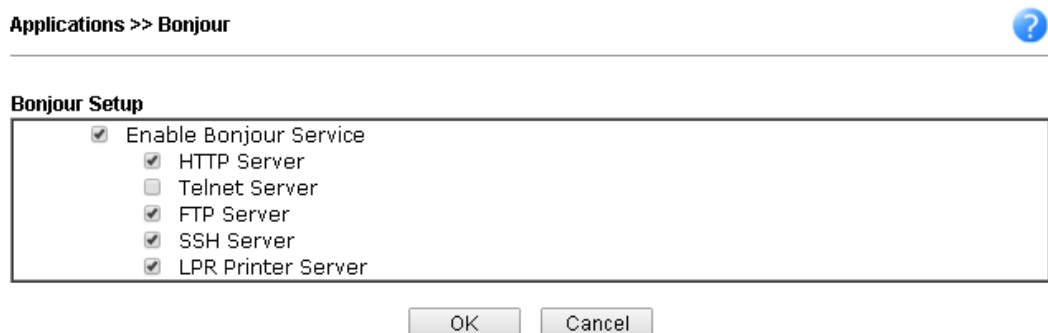 Applications >> Bonjour
?
Bonjour Setup
Enable Bonjour Service
HTTP Server
Telnet Server
FTP Server
SSH Server
LPR Printer Server
OK Cancel